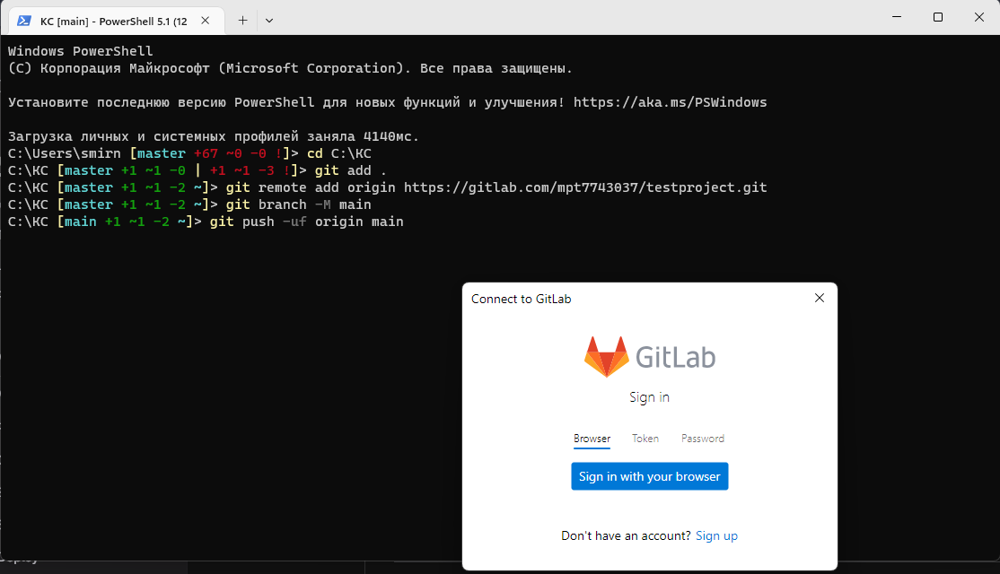 KC [main] - PowerShell 5.1 (12
Windows PowerShell
(C) Корпорация Майкрософт (Microsoft Corporation). Все права защищены.
Установите последнюю версию PowerShell для новых функций и улучшения! https://aka.ms/PSWindows
Загрузка личных и системных профилей заняла 4140мс.
C:\Users\smirn [master +67 ~0 -0 !]> cd C:\KC
C:\KC [master +1 ~1 -0 | +1 ~1 -3 !]> git add .
C:\KC [master +1 ~1 -2 ~]> git remote add origin https://gitlab.com/mpt7743037/testproject.git
C:\KC [master +1 ~1 -2 ~]> git branch -M main
C:\KC [main +1 ~1 -2 ~]> git push -uf origin main
Connect to GitLab
GitLab
Sign in
Browser Token Password
Sign in with your browser
Don't have an account? Sign up